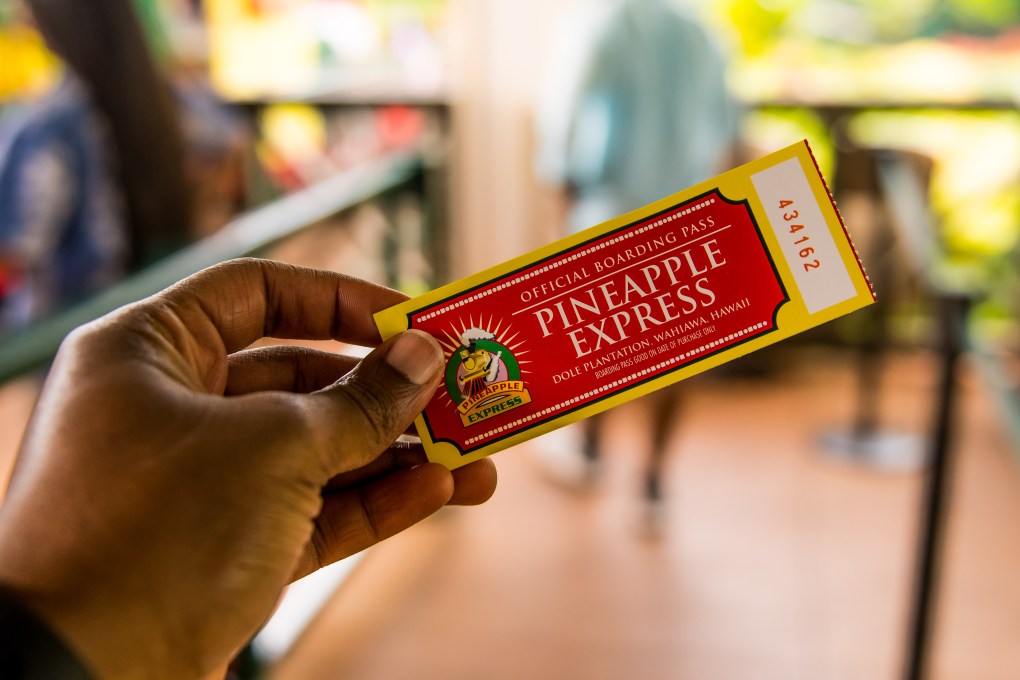 OFFICIAL BOARDING PASS
PINEAPPLE
EXPRESS
DOLE PLANTATION, WAHIAWA, HAWAII
BOARDING PASS GOOD ON DATE OF PURCHASE ONLY
PINEAPPLE
EXPRESS
434162